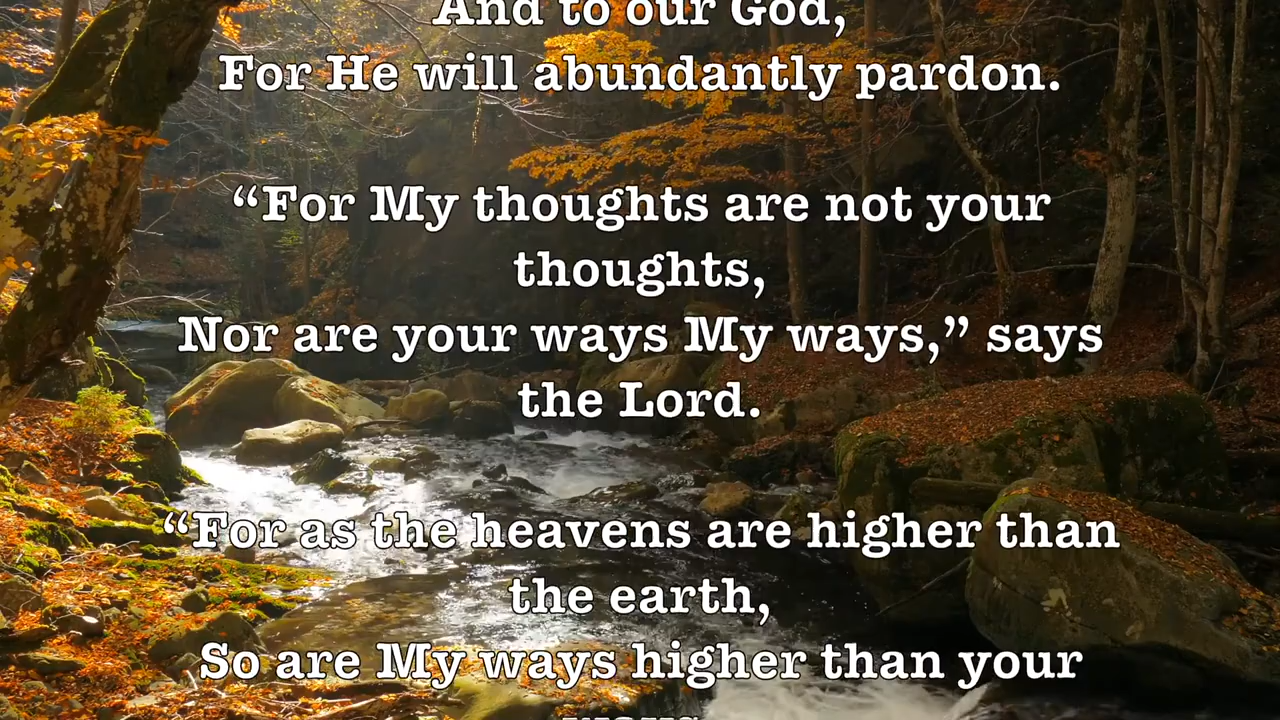 And to our God,
For He will abundantly pardon.
“For My thoughts are not your
thoughts,
Nor are your ways My ways,” says
the Lord.
“For as the heavens are higher than
the earth,
So are My ways higher than your